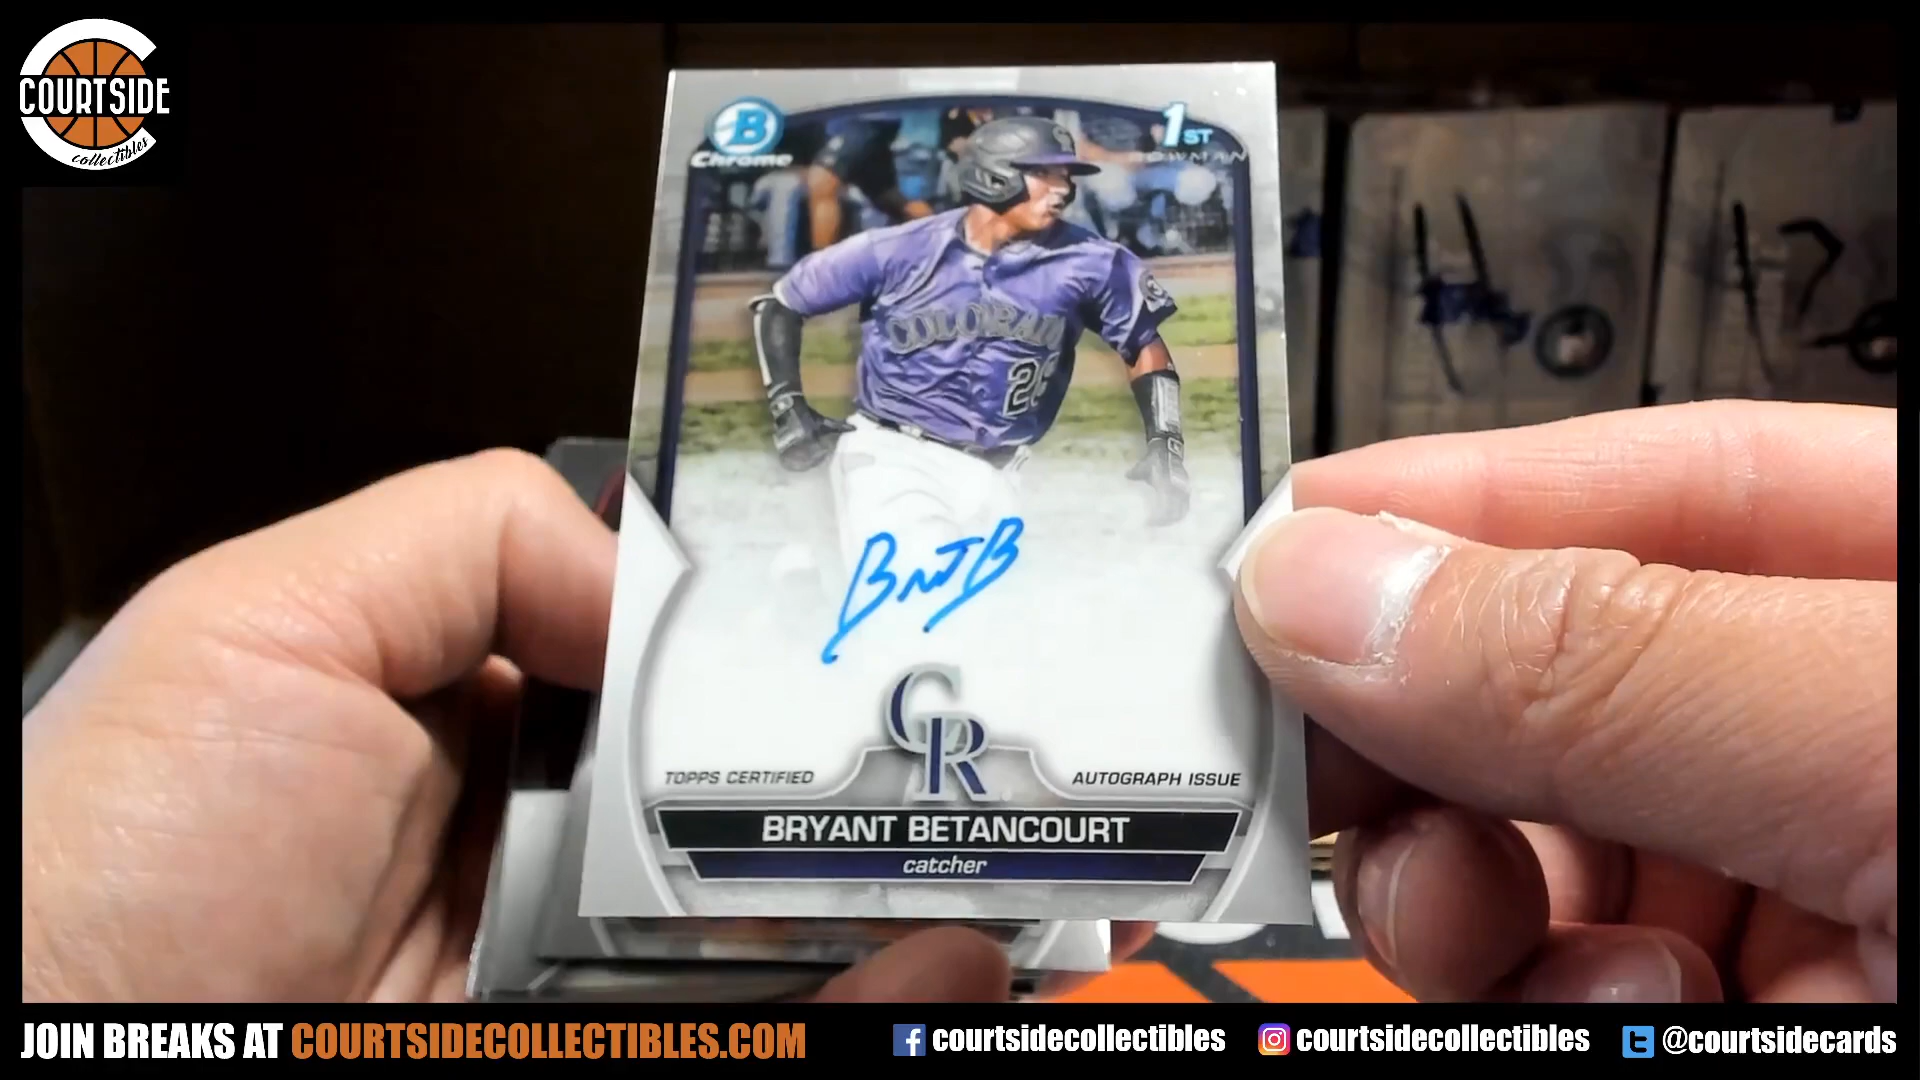 COURTSIDE
collectibles
B
Chrome
1ST
BOWMAN
CR
COLORADO
TOPPS CERTIFIED
AUTOGRAPH ISSUE
CR
BRYANT BETANCOURT
catcher
JOIN BREAKS AT COURTSIDECOLLECTIBLES.COM
courtsidecollectibles
courtsidecollectibles
@courtsidecards